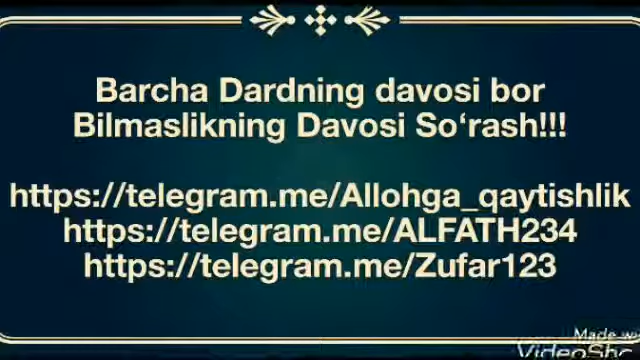 Barcha Dardning davosi bor
Bilmaslikning Davosi So‘rash!!!
https://telegram.me/Allohga_qaytishlik
https://telegram.me/ALFATH234
https://telegram.me/Zufar123
Made